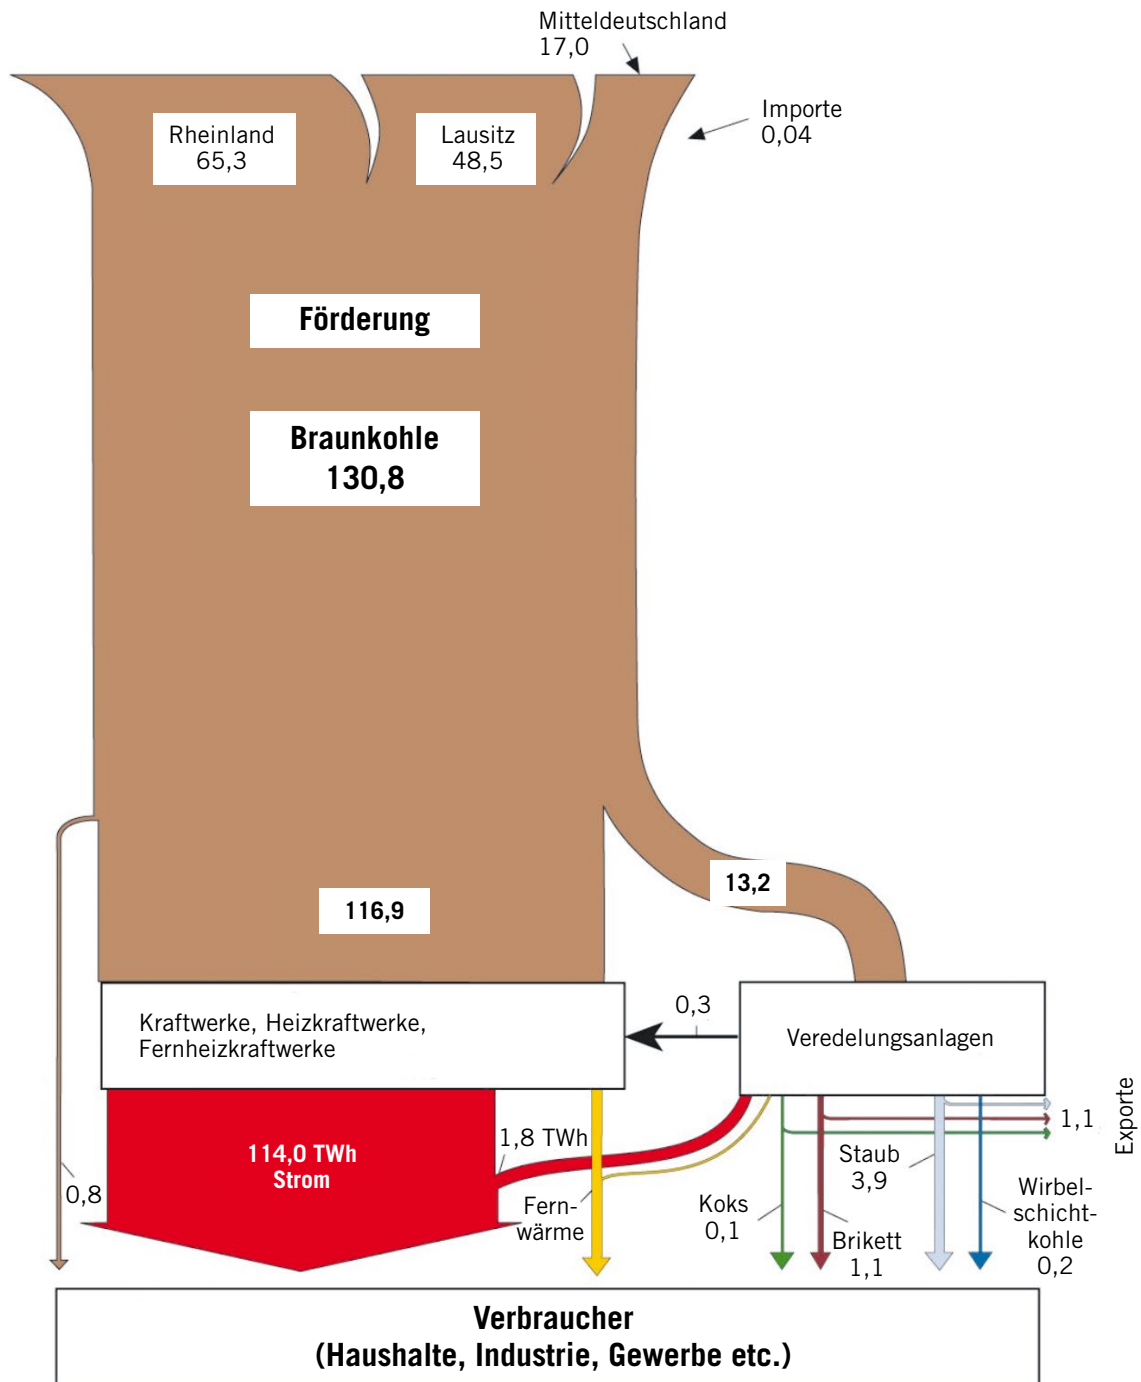 Mitteldeutschland
17,0
Importe
0,04
Rheinland
65,3
Lausitz
48,5
Förderung
Braunkohle
130,8
116,9
13,2
Kraftwerke, Heizkraftwerke,
Fernheizkraftwerke
0,3
Veredelungsanlagen
114,0 TWh
Strom
1,8 TWh
0,8
Fern-
wärme
Koks
0,1
Brikett
1,1
Staub
3,9
Wirbel-
schicht-
kohle
0,2
1,1
Exporte
Verbraucher
(Haushalte, Industrie, Gewerbe etc.)